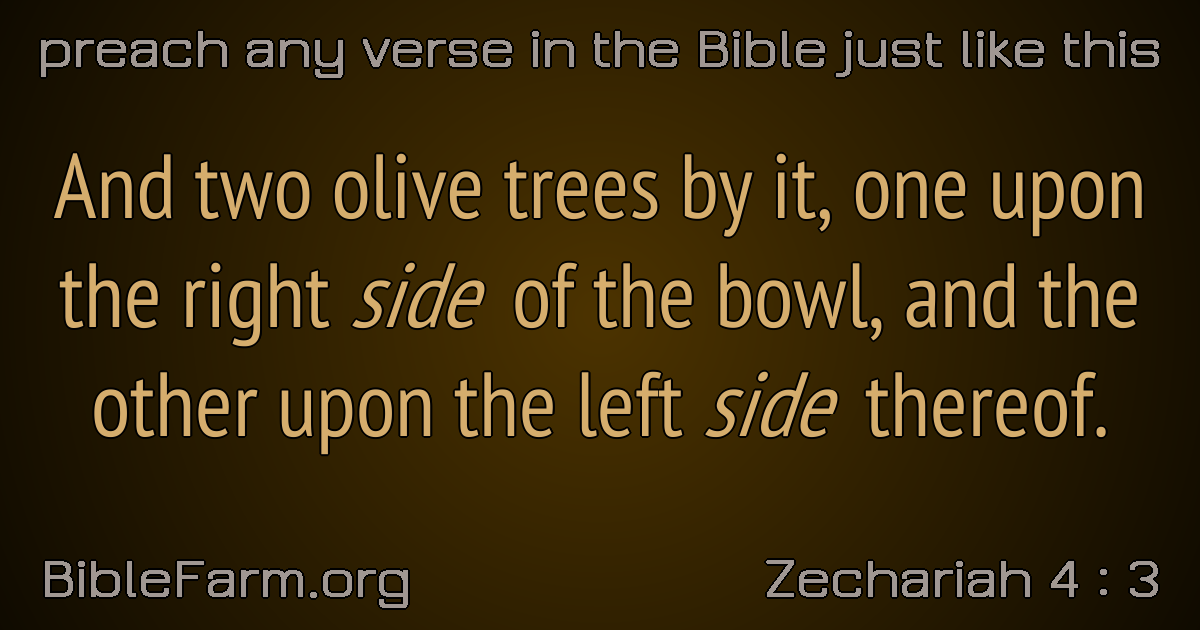 preach any verse in the Bible just like this
And two olive trees by it, one upon
the right side of the bowl, and the
other upon the left side thereof.
BibleFarm.org
Zechariah 4 : 3